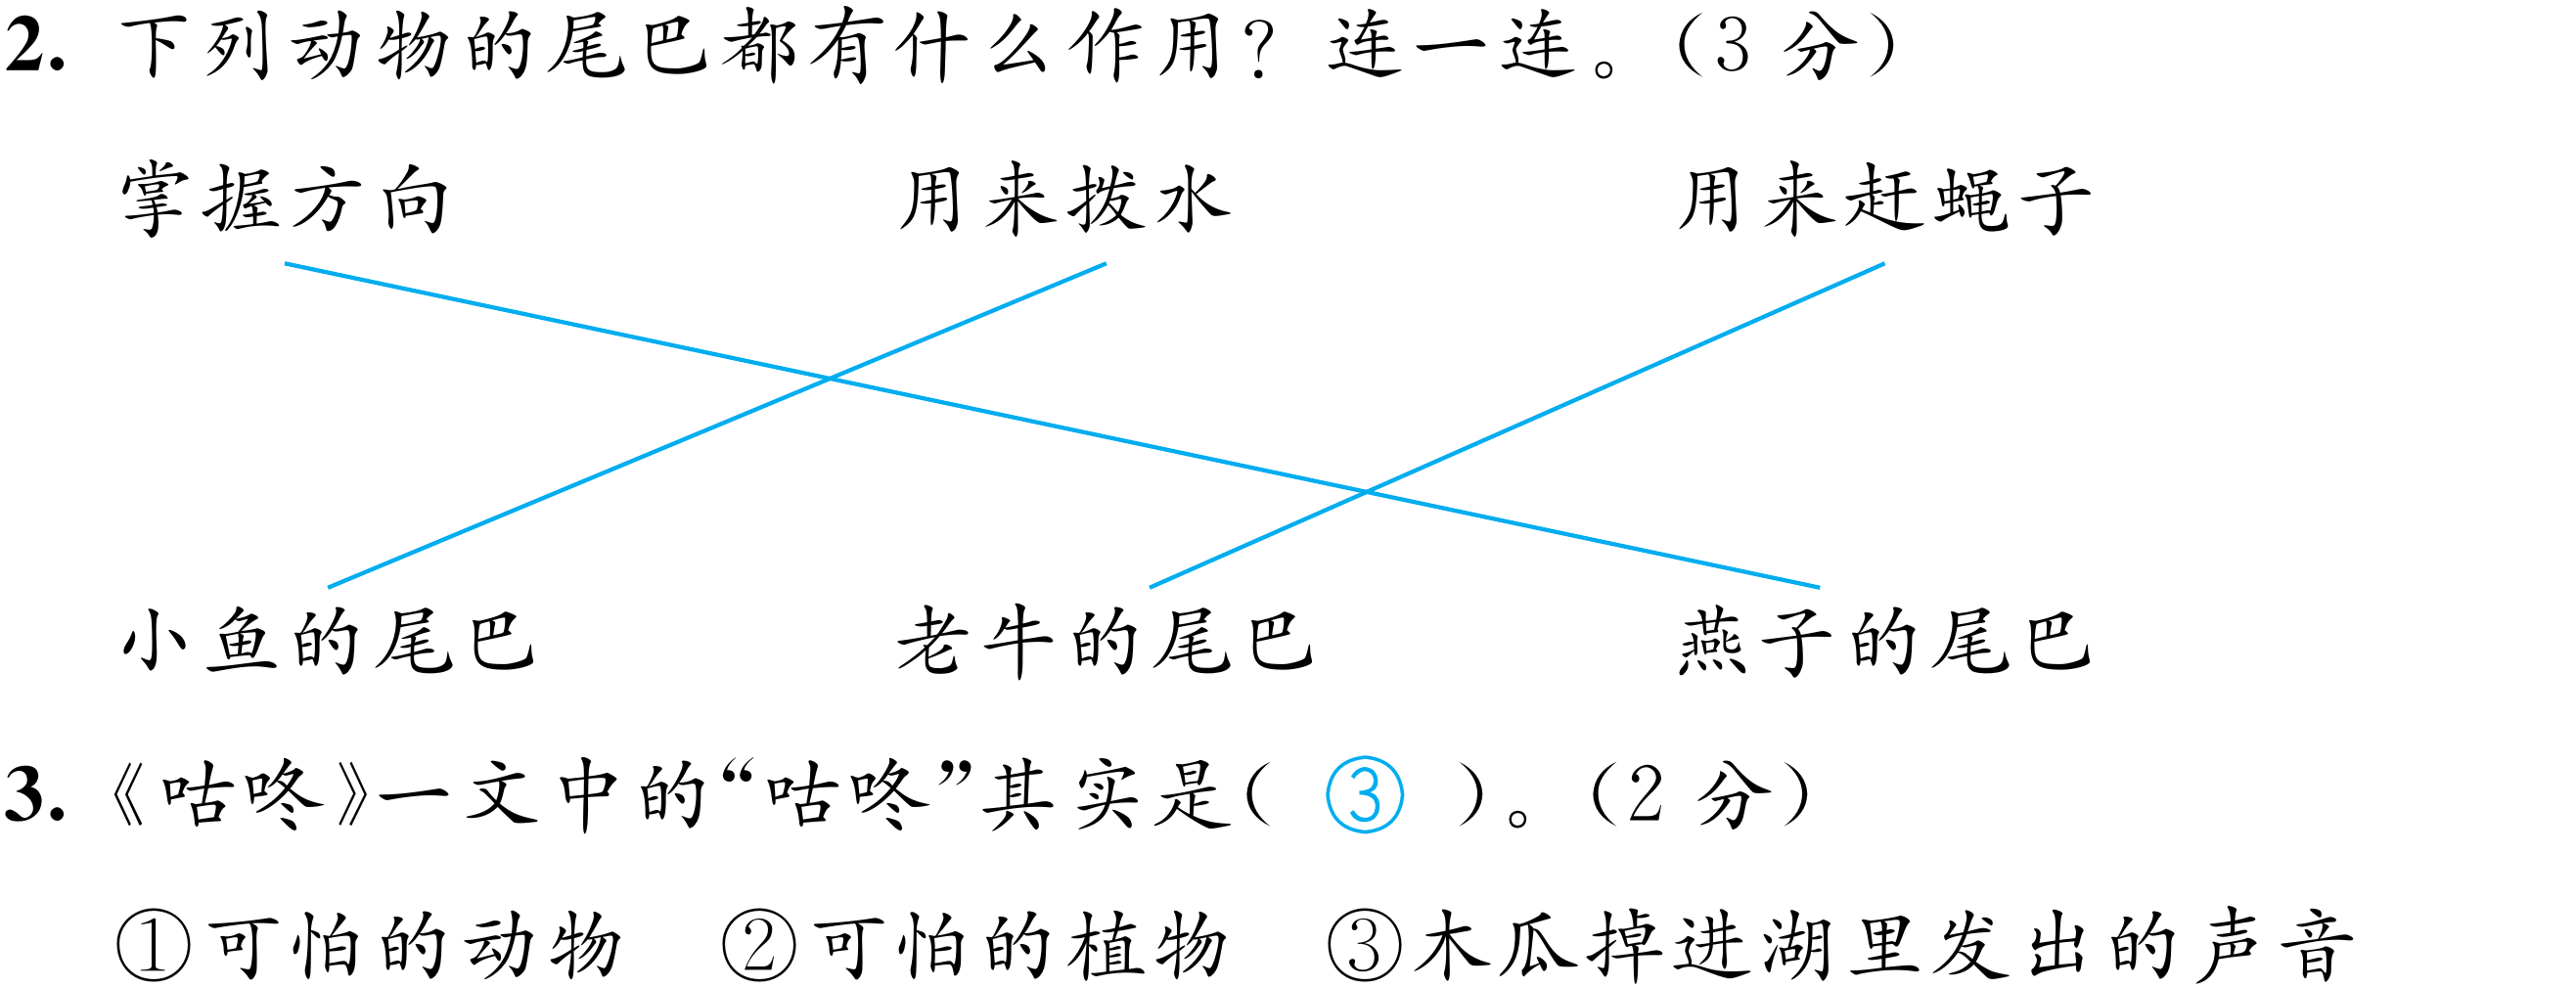 2. 下列动物的尾巴都有什么作用？连一连。（3 分）
掌握方向 用来拨水 用来赶蝇子
小鱼的尾巴 老牛的尾巴 燕子的尾巴
3.《咕咚》一文中的“咕咚”其实是( ③ )。（2 分）
①可怕的动物 ②可怕的植物 ③木瓜掉进湖里发出的声音